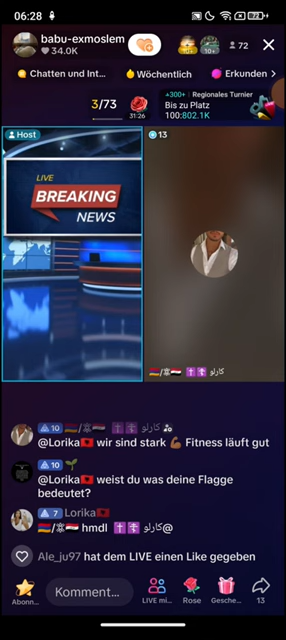 06:28
72
babu-exmoslem
34.0K
10+
72
Chatten und Int...
Wöchentlich
Erkunden
3/73
31:26
+300↑ Regionales Turnier
Bis zu Platz
100:802.1K
Host
13
LIVE
BREAKING
NEWS
كارلو
10 كارلو
@Lorika🇦🇱 wir sind stark 💪🏽 Fitness läuft gut
10 🌱
@Lorika🇦🇱 weist du was deine Flagge
bedeutet?
7 Lorika🇦🇱
@كارلو ✝️☦️ hmdl
Ale_ju97 hat dem LIVE einen Like gegeben
Abonn...
Komment...
LIVE mi...
Rose
Gesche...
13